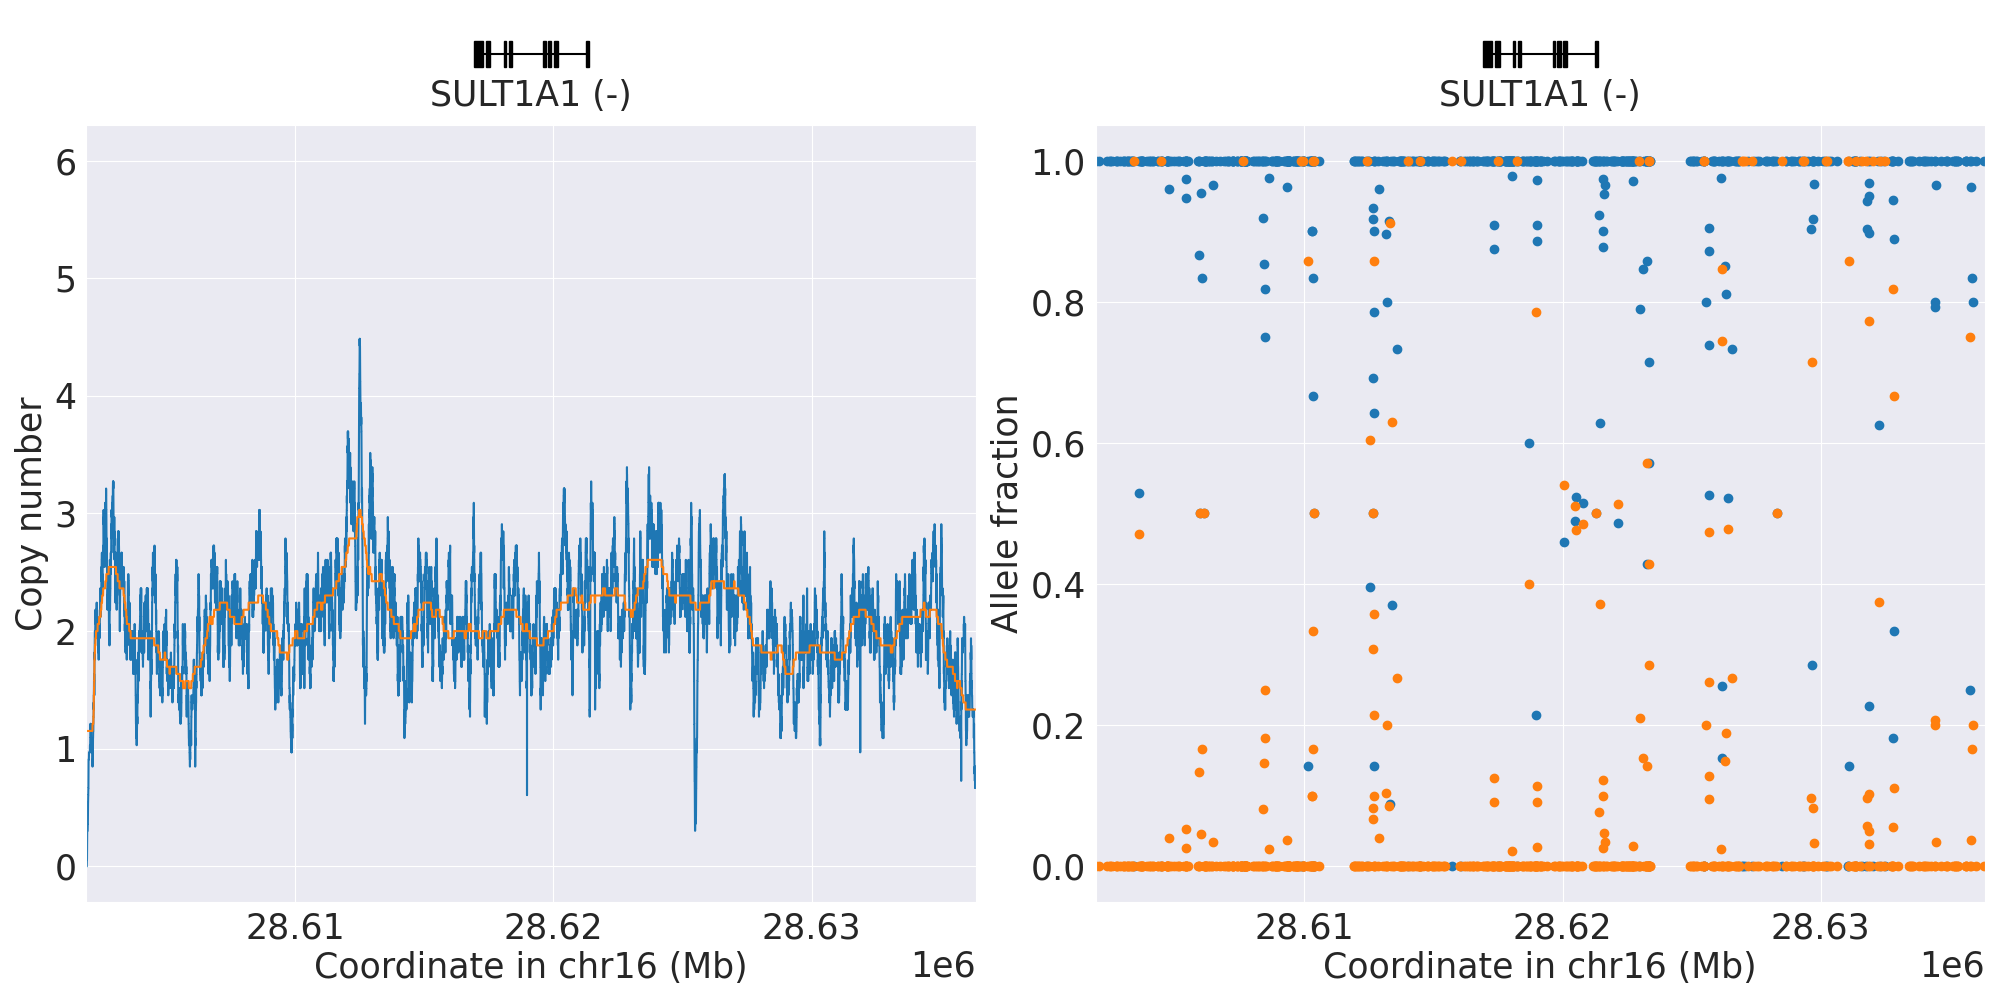 SULT1A1 (-)
6
5
4
3
2
1
0
Copy number
28.61
28.62
28.63
Coordinate in chr16 (Mb)
1e6
SULT1A1 (-)
1.0
0.8
0.6
0.4
0.2
0.0
Allele fraction
28.61
28.62
28.63
Coordinate in chr16 (Mb)
1e6